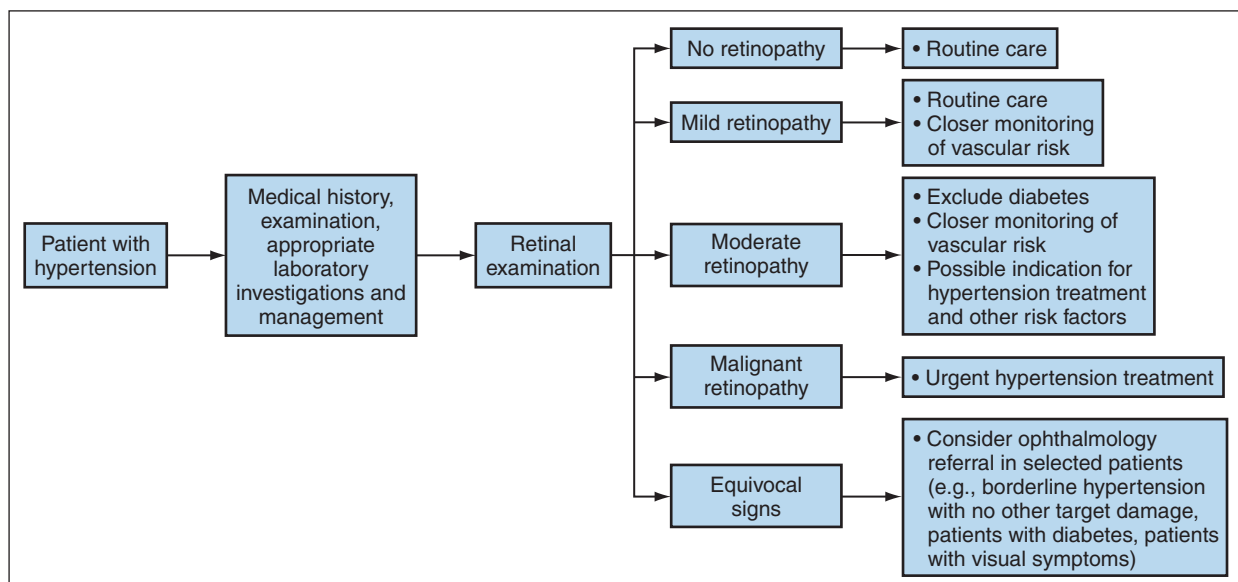 Patient with
hypertension
Medical history,
examination,
appropriate
laboratory
investigations and
management
Retinal
examination
No retinopathy
• Routine care
Mild retinopathy
• Routine care
• Closer monitoring
of vascular risk
Moderate
retinopathy
• Exclude diabetes
• Closer monitoring of
vascular risk
• Possible indication for
hypertension treatment
and other risk factors
Malignant
retinopathy
• Urgent hypertension treatment
Equivocal
signs
• Consider ophthalmology
referral in selected patients
(e.g., borderline hypertension
with no other target damage,
patients with diabetes, patients
with visual symptoms)